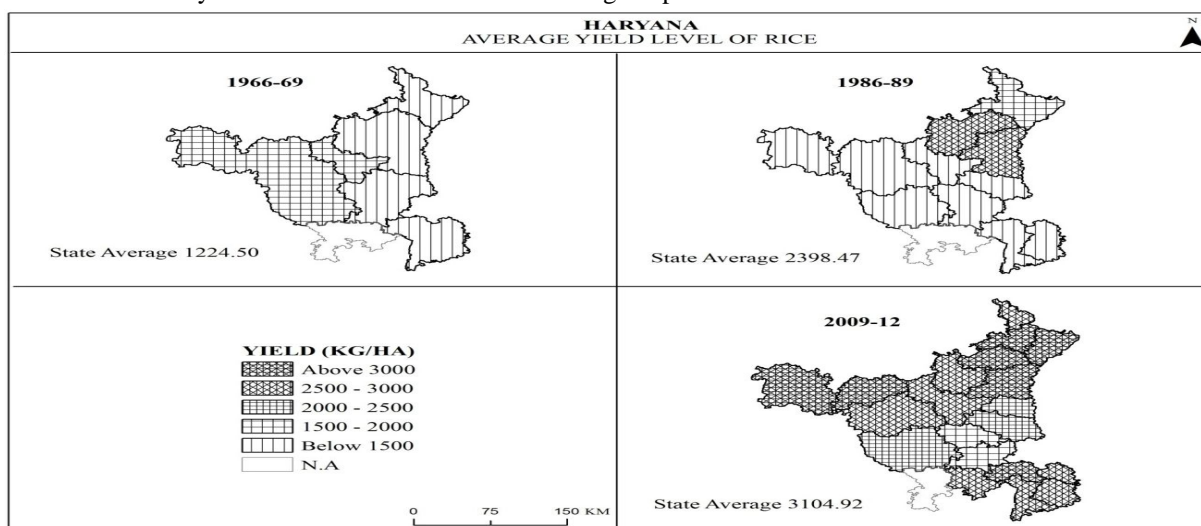 HARYANA
AVERAGE YIELD LEVEL OF RICE
N
1966-69
State Average 1224.50
1986-89
State Average 2398.47
YIELD (KG/HA)
Above 3000
2500 - 3000
2000 - 2500
1500 - 2000
Below 1500
N.A
0 75 150 KM
2009-12
State Average 3104.92